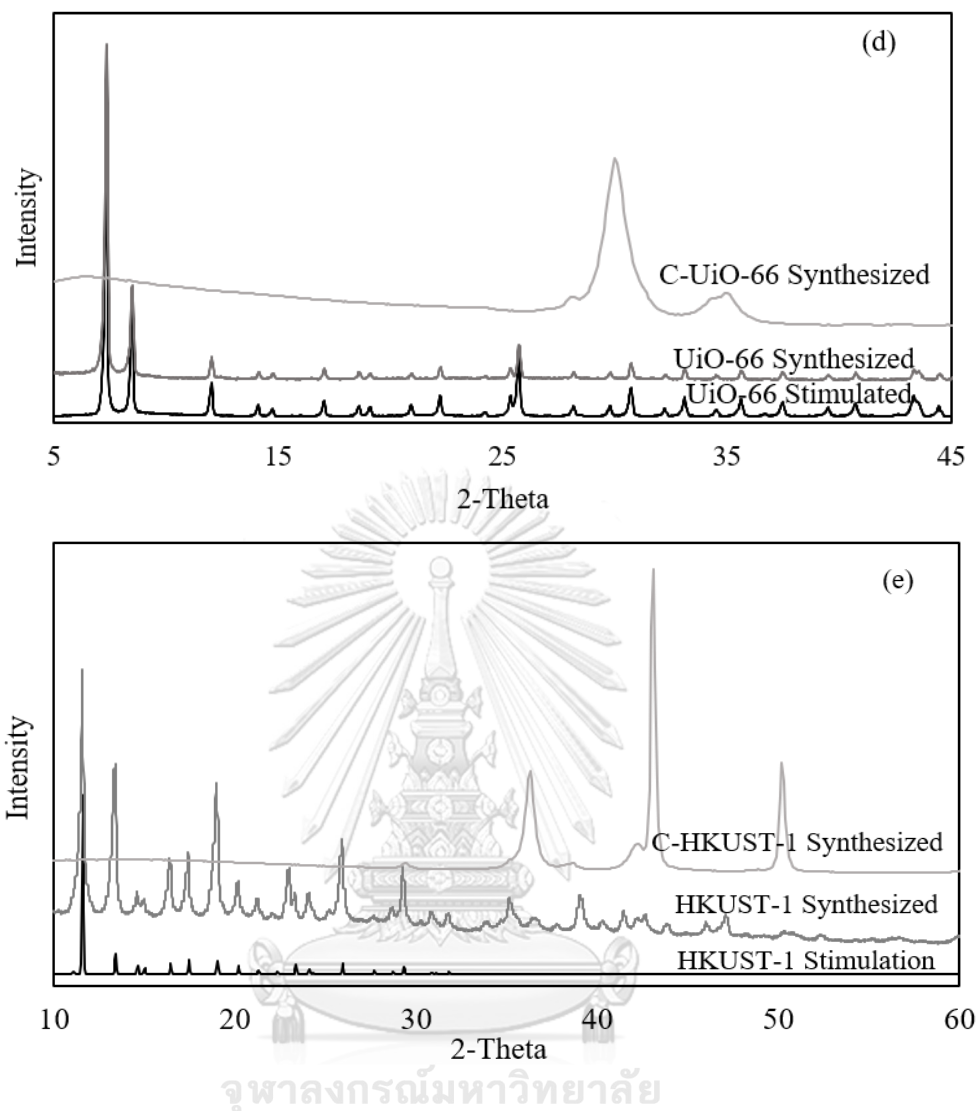 (d)
Intensity
C-UiO-66 Synthesized
UiO-66 Synthesized
UiO-66 Stimulated
5 15 25 35 45
2-Theta
(e)
Intensity
C-HKUST-1 Synthesized
HKUST-1 Synthesized
HKUST-1 Stimulation
10 20 30 40 50 60
2-Theta
จุฬาลงกรณ์มหาวิทยาลัย